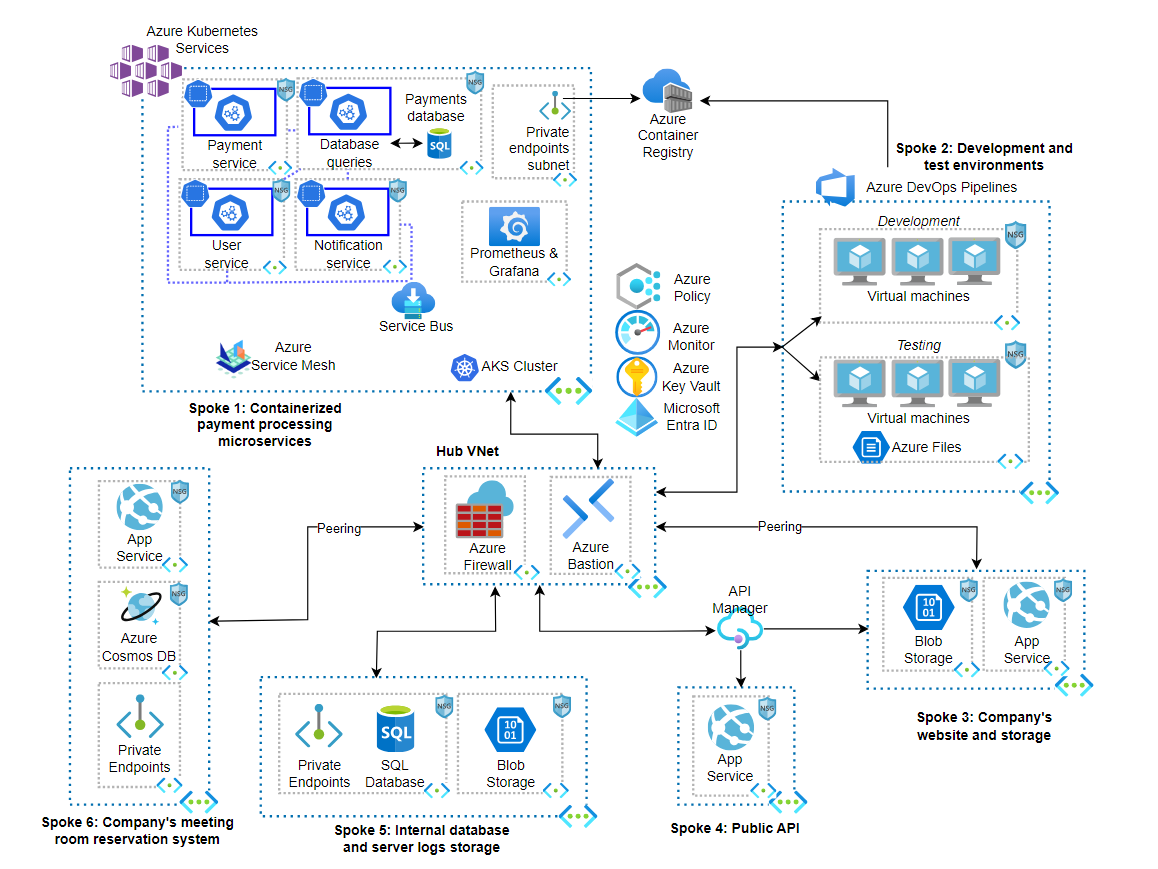 Azure Kubernetes
Services
NSG
NSG
Payment
service
Database
queries
Payments
database
SQL
Private
endpoints
subnet
NSG
NSG
User
service
Notification
service
Prometheus &
Grafana
Service Bus
Azure
Service Mesh
AKS Cluster
Spoke 1: Containerized
payment processing
microservices
Azure
Container
Registry
Spoke 2: Development and
test environments
Azure DevOps Pipelines
Development
NSG
Virtual machines
Testing
NSG
Virtual machines
Azure Files
Azure
Policy
Azure
Monitor
Azure
Key Vault
Microsoft
Entra ID
Hub VNet
Azure
Firewall
Azure
Bastion
Peering
Peering
NSG
App
Service
NSG
Azure
Cosmos DB
Private
Endpoints
Spoke 6: Company's meeting
room reservation system
NSG
Private
Endpoints
SQL
SQL
Database
NSG
10
01
Blob
Storage
Spoke 5: Internal database
and server logs storage
API
Manager
NSG
App
Service
Spoke 4: Public API
NSG
10
01
Blob
Storage
NSG
App
Service
Spoke 3: Company's
website and storage